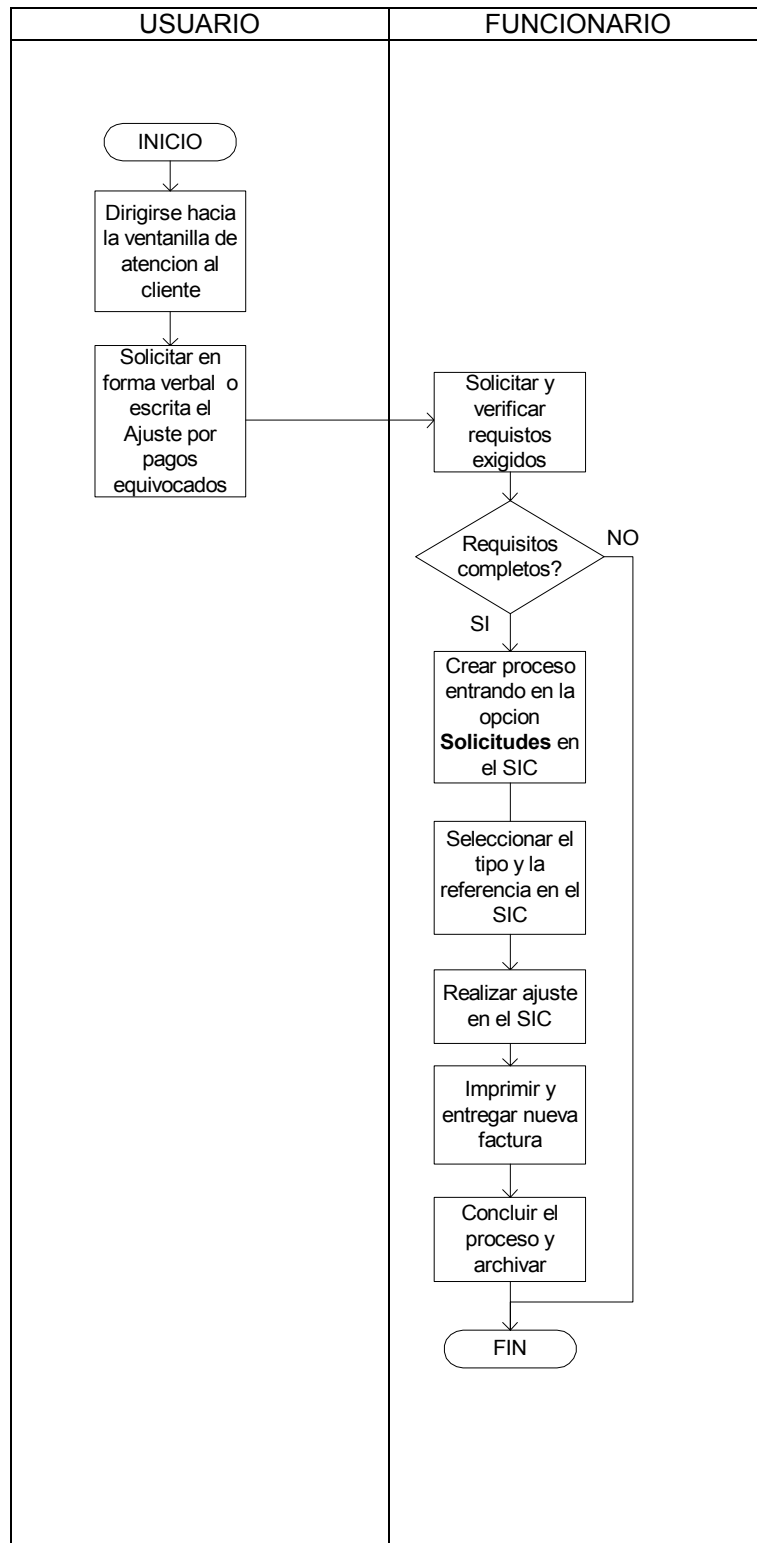 USUARIO
FUNCIONARIO
INICIO
Dirigirse hacia
la ventanilla de
atencion al
cliente
Solicitar en
forma verbal o
escrita el
Ajuste por
pagos
equivocados
Solicitar y
verificar
requistos
exigidos
Requisitos
completos?
NO
SI
Crear proceso
entrando en la
opcion
Solicitudes en
el SIC
Seleccionar el
tipo y la
referencia en el
SIC
Realizar ajuste
en el SIC
Imprimir y
entregar nueva
factura
Concluir el
proceso y
archivar
FIN